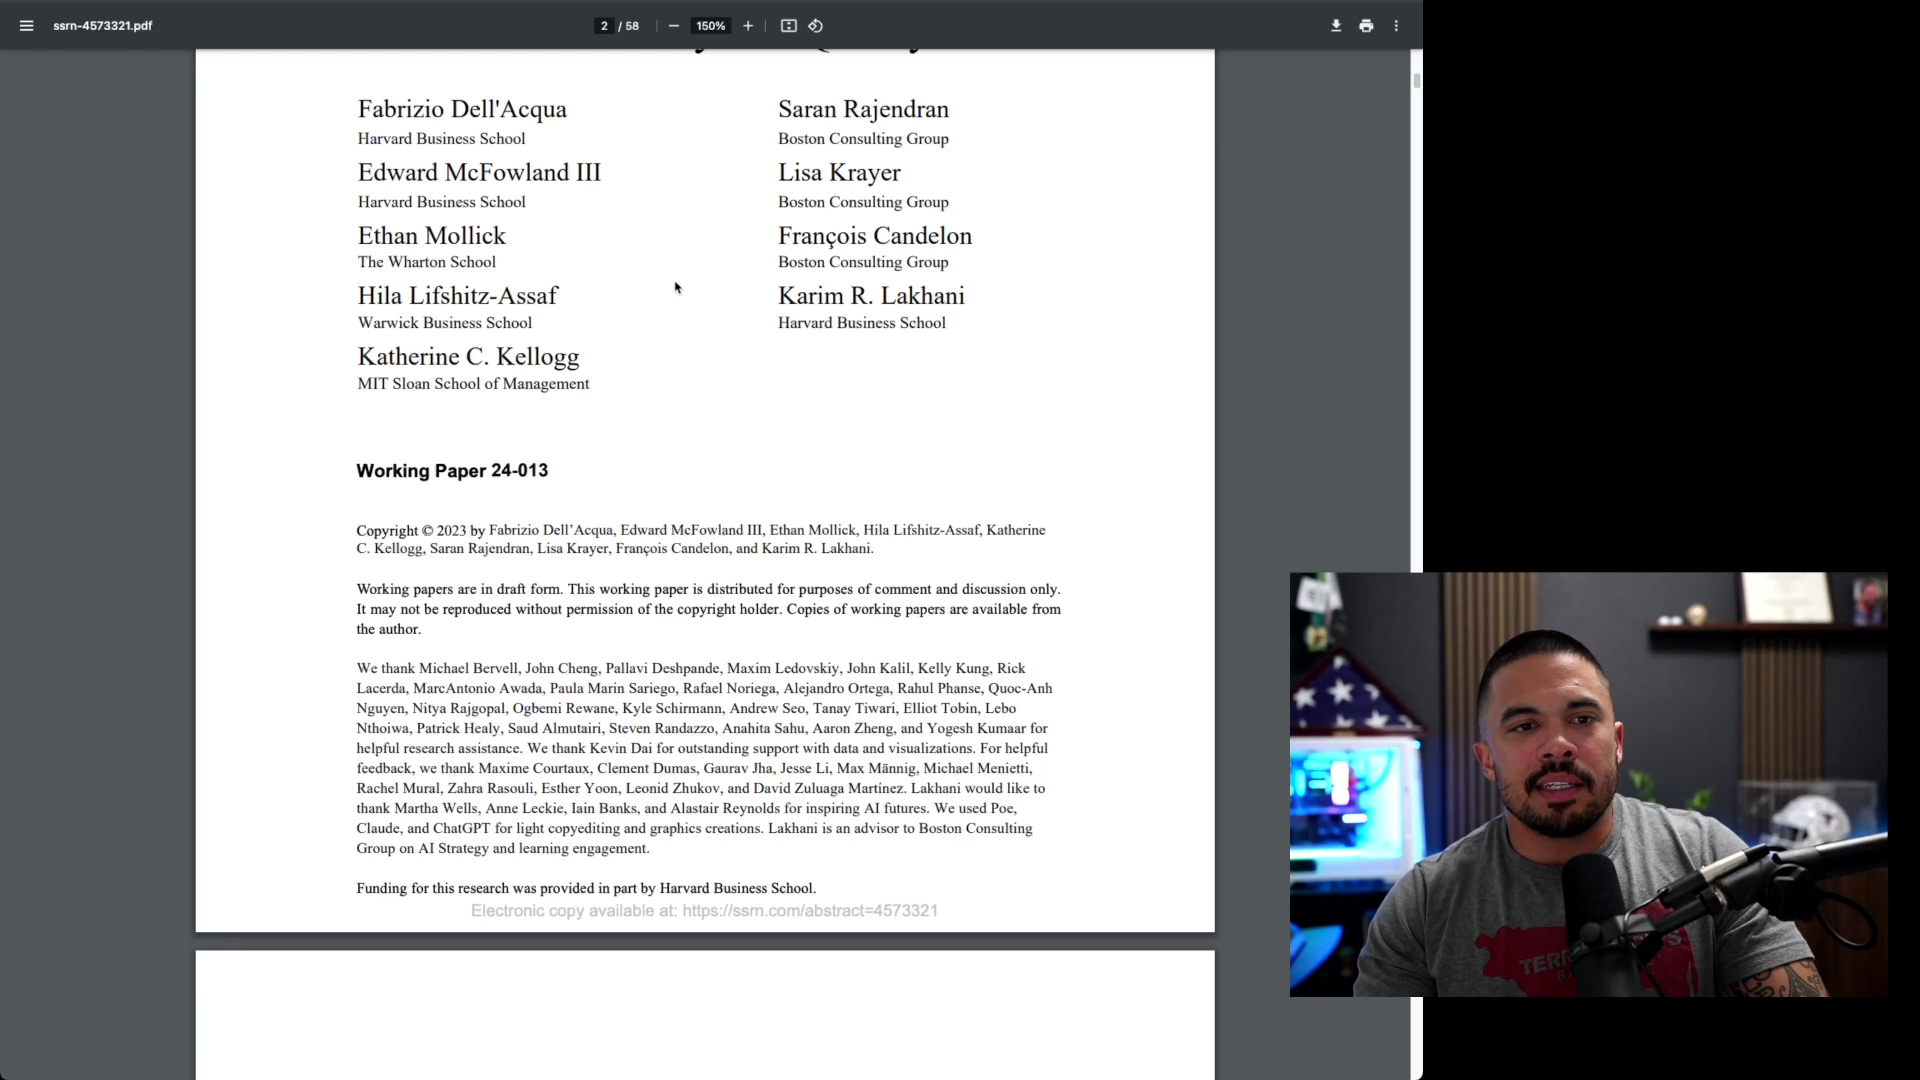 ssrn-4573321.pdf
2 / 58
150%
Fabrizio Dell'Acqua
Harvard Business School
Edward McFowland III
Harvard Business School
Ethan Mollick
The Wharton School
Hila Lifshitz-Assaf
Warwick Business School
Katherine C. Kellogg
MIT Sloan School of Management
Saran Rajendran
Boston Consulting Group
Lisa Krayer
Boston Consulting Group
François Candelon
Boston Consulting Group
Karim R. Lakhani
Harvard Business School
Working Paper 24-013
Copyright © 2023 by Fabrizio Dell’Acqua, Edward McFowland III, Ethan Mollick, Hila Lifshitz-Assaf, Katherine
C. Kellogg, Saran Rajendran, Lisa Krayer, François Candelon, and Karim R. Lakhani.
Working papers are in draft form. This working paper is distributed for purposes of comment and discussion only.
It may not be reproduced without permission of the copyright holder. Copies of working papers are available from
the author.
We thank Michael Bervell, John Cheng, Pallavi Deshpande, Maxim Ledovskiy, John Kalil, Kelly Kung, Rick
Lacerda, MarcAntonio Awada, Paula Marin Sariego, Rafael Noriega, Alejandro Ortega, Rahul Phanse, Quoc-Anh
Nguyen, Nitya Rajgopal, Ogbemi Rewane, Kyle Schirmann, Andrew Seo, Tanay Tiwari, Elliot Tobin, Lebo
Nthoiwa, Patrick Healy, Saud Almutairi, Steven Randazzo, Anahita Sahu, Aaron Zheng, and Yogesh Kumaar for
helpful research assistance. We thank Kevin Dai for outstanding support with data and visualizations. For helpful
feedback, we thank Maxime Courtaux, Clement Dumas, Gaurav Jha, Jesse Li, Max Männig, Michael Menietti,
Rachel Mural, Zahra Rasouli, Esther Yoon, Leonid Zhukov, and David Zuluaga Martínez. Lakhani would like to
thank Martha Wells, Anne Leckie, Iain Banks, and Alastair Reynolds for inspiring AI futures. We used Poe,
Claude, and ChatGPT for light copyediting and graphics creations. Lakhani is an advisor to Boston Consulting
Group on AI Strategy and learning engagement.
Funding for this research was provided in part by Harvard Business School.
Electronic copy available at: https://ssrn.com/abstract=4573321